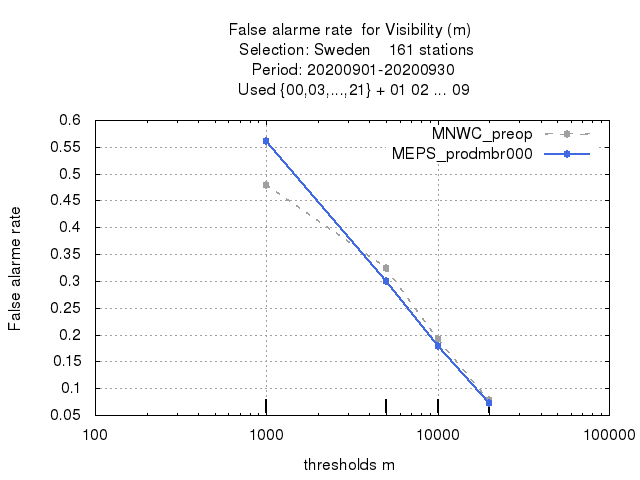 False alarme rate  for Visibility (m)
Selection: Sweden    161 stations
Period: 20200901-20200930
Used {00,03,...,21} + 01 02 ... 09
MNWC_preop
MEPS_prodmbr000
False alarme rate
0.6
0.55
0.5
0.45
0.4
0.35
0.3
0.25
0.2
0.15
0.1
0.05
100 1000 10000 100000
thresholds m